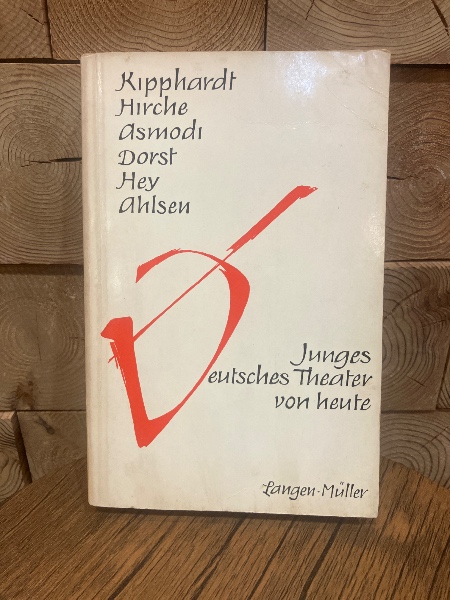 Kipphardt
Hirche
Asmodi
Dorst
Hey
Ahlsen
Junges
Deutsches Theater
von heute
Langen-Müller